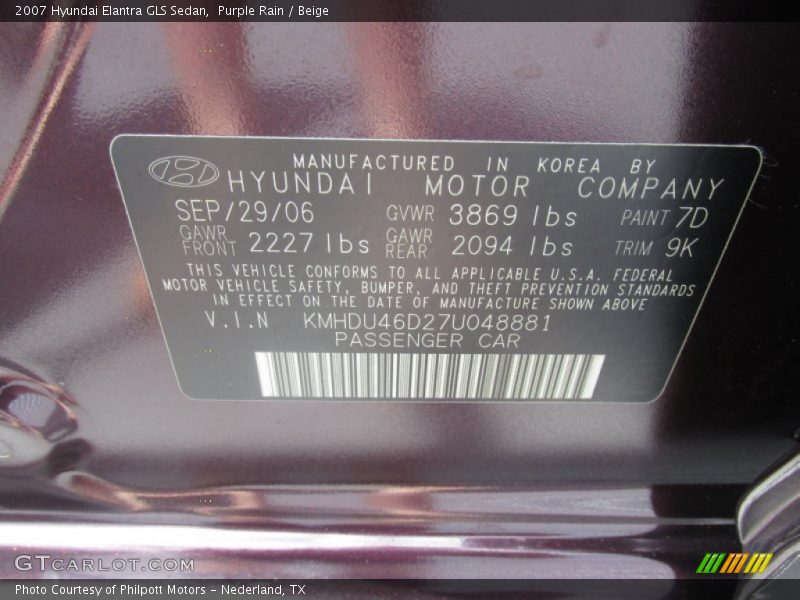 2007 Hyundai Elantra GLS Sedan, Purple Rain / Beige
MANUFACTURED IN KOREA BY
HYUNDAI MOTOR COMPANY
SEP/29/06 GVWR 3869 lbs PAINT 7D
GAWR FRONT 2227 lbs GAWR REAR 2094 lbs TRIM 9K
THIS VEHICLE CONFORMS TO ALL APPLICABLE U.S.A. FEDERAL
MOTOR VEHICLE SAFETY, BUMPER, AND THEFT PREVENTION STANDARDS
IN EFFECT ON THE DATE OF MANUFACTURE SHOWN ABOVE
V.I.N KMHDU46D27U048881
PASSENGER CAR
GTCARLOT.COM
Photo Courtesy of Philpott Motors - Nederland, TX